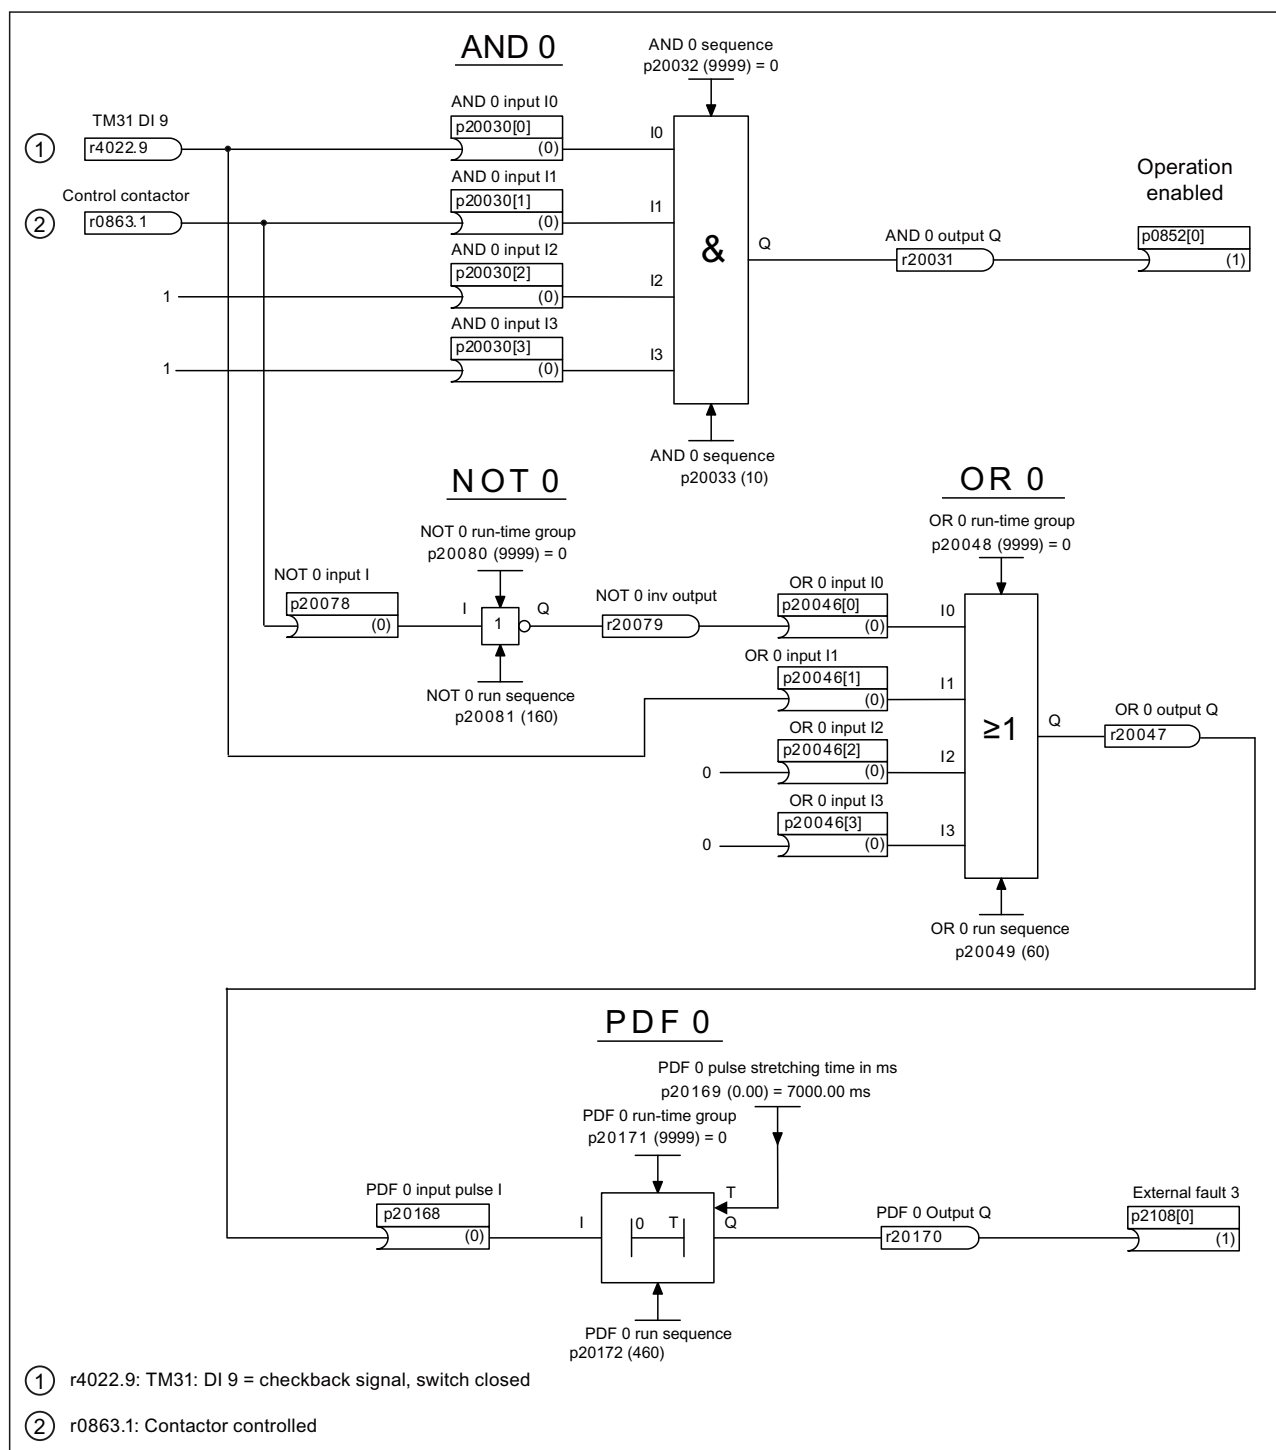 AND 0
AND 0 sequence
p20032 (9999) = 0
TM31 DI 9
1
r4022.9
AND 0 input I0
p20030[0]
(0)
I0
Control contactor
2
r0863.1
AND 0 input I1
p20030[1]
(0)
I1
AND 0 input I2
1
p20030[2]
(0)
I2
AND 0 input I3
1
p20030[3]
(0)
I3
&
Q
AND 0 output Q
r20031
Operation
enabled
p0852[0]
(1)
AND 0 sequence
p20033 (10)
NOT 0
NOT 0 run-time group
p20080 (9999) = 0
NOT 0 input I
p20078
(0)
I
1
Q
NOT 0 inv output
r20079
NOT 0 run sequence
p20081 (160)
OR 0
OR 0 run-time group
p20048 (9999) = 0
OR 0 input I0
p20046[0]
(0)
I0
OR 0 input I1
p20046[1]
(0)
I1
OR 0 input I2
0
p20046[2]
(0)
I2
OR 0 input I3
0
p20046[3]
(0)
I3
≥1
Q
OR 0 output Q
r20047
OR 0 run sequence
p20049 (60)
PDF 0
PDF 0 pulse stretching time in ms
p20169 (0.00) = 7000.00 ms
PDF 0 run-time group
p20171 (9999) = 0
PDF 0 input pulse I
p20168
(0)
I
0 T
T
Q
PDF 0 Output Q
r20170
External fault 3
p2108[0]
(1)
PDF 0 run sequence
p20172 (460)
1 r4022.9: TM31: DI 9 = checkback signal, switch closed
2 r0863.1: Contactor controlled